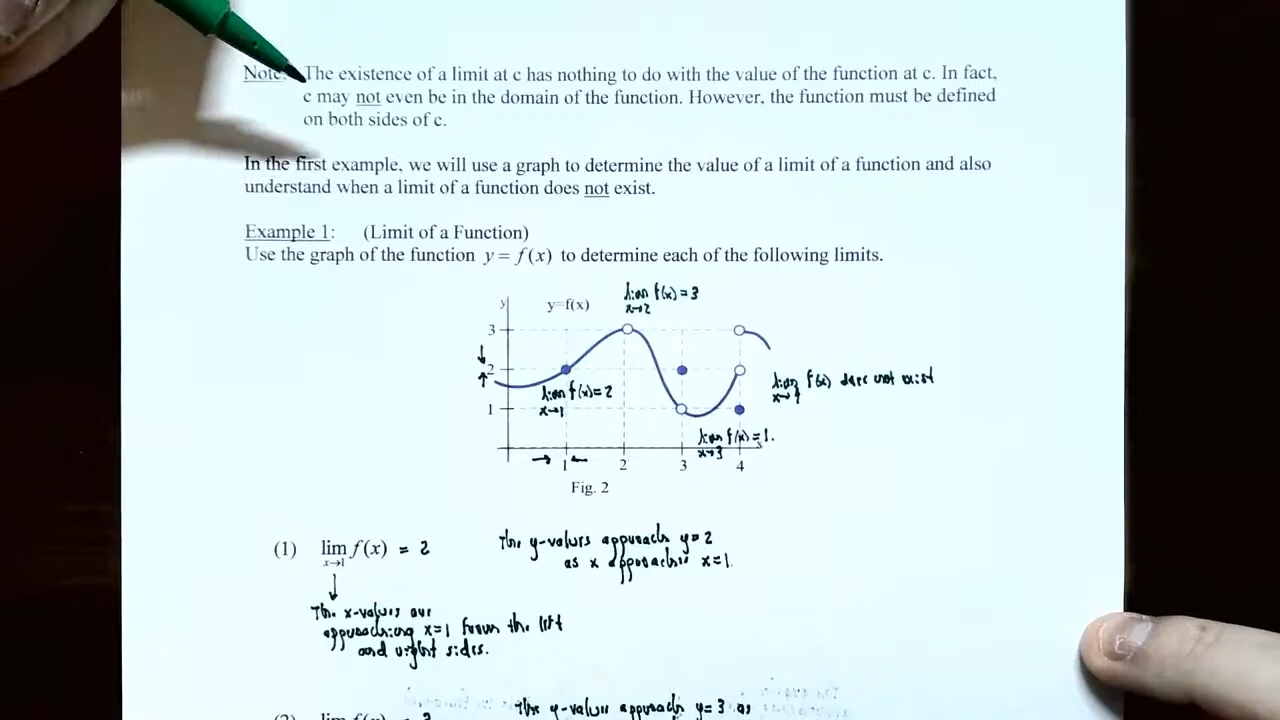 Note: The existence of a limit at c has nothing to do with the value of the function at c. In fact,
c may not even be in the domain of the function. However, the function must be defined
on both sides of c.
In the first example, we will use a graph to determine the value of a limit of a function and also
understand when a limit of a function does not exist.
Example 1: (Limit of a Function)
Use the graph of the function y = f(x) to determine each of the following limits.
y
y=f(x)
lim f(x) = 3
x→2
3
2
lim f(x) = 2
x→1
lim f(x) does not exist
x→4
1
lim f(x) = 1.
x→3
1 2 3 4
Fig. 2
(1) lim f(x) = 2
x→1
The y-values approach y=2
as x approaches x=1.
The x-values are
approaching x=1 from the left
and right sides.
(2) lim f(x) = 3
The y-values approach y=3 as